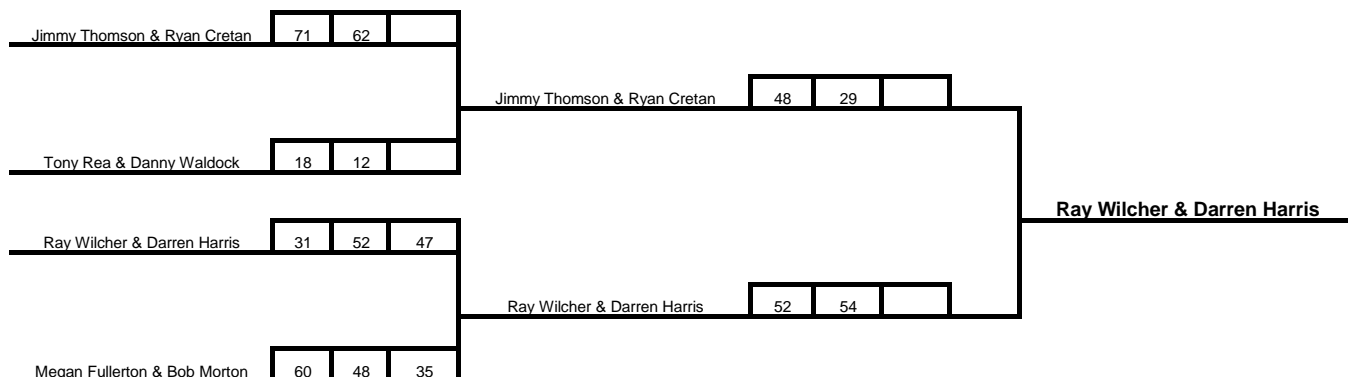 Jimmy Thomson & Ryan Cretan 71 62
Jimmy Thomson & Ryan Cretan 48 29
Tony Rea & Danny Waldock 18 12
Ray Wilcher & Darren Harris
Ray Wilcher & Darren Harris 31 52 47
Ray Wilcher & Darren Harris 52 54
Megan Fullerton & Bob Morton 60 48 35